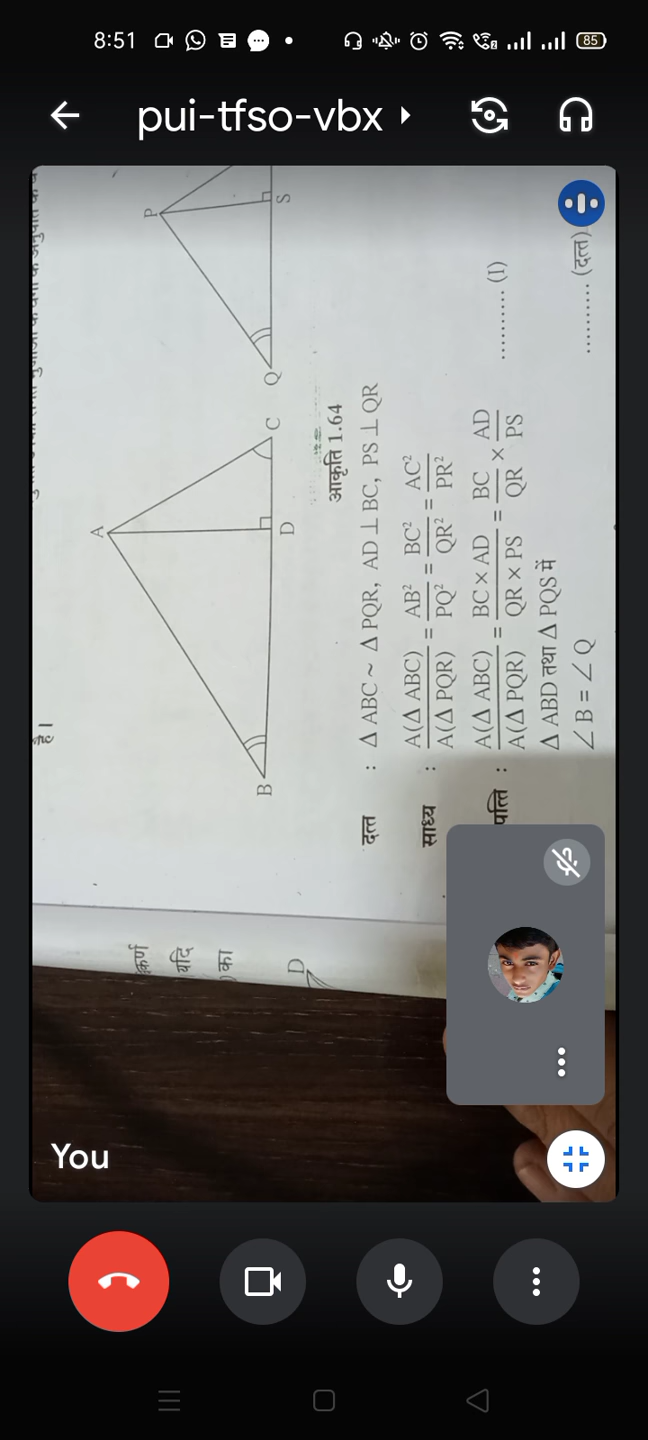 8:51
85
pui-tfso-vbx
है।
A
P
B
D
C
Q
S
आकृति 1.64
दत्त : Δ ABC ~ Δ PQR, AD ⊥ BC, PS ⊥ QR
साध्य : A(Δ ABC)/A(Δ PQR) = AB²/PQ² = BC²/QR² = AC²/PR²
पत्ति : A(Δ ABC)/A(Δ PQR) = BC × AD/QR × PS = BC/QR × AD/PS ........... (I)
Δ ABD तथा Δ PQS में
∠ B = ∠ Q .......... (दत्त)
यदि
का
D
You